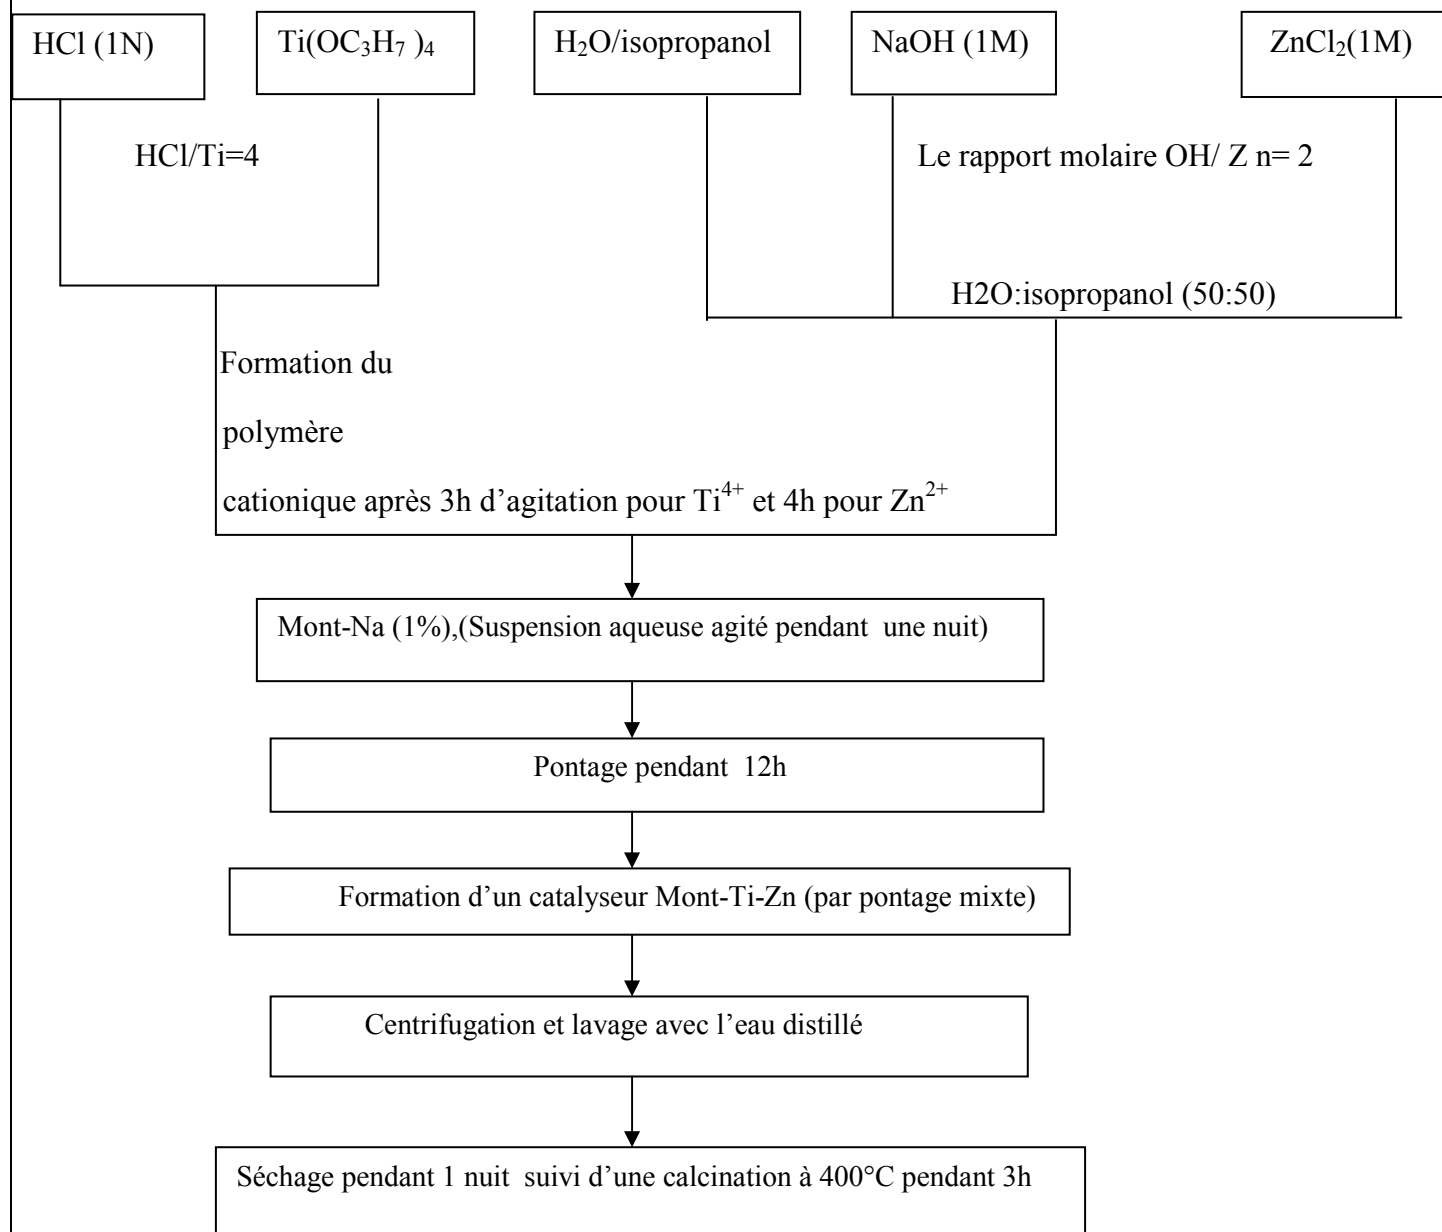 HCl (1N)
Ti(OC₃H₇ )₄
H₂O/isopropanol
NaOH (1M)
ZnCl₂(1M)
HCl/Ti=4
Le rapport molaire OH/ Z n= 2
H2O:isopropanol (50:50)
Formation du
polymère
cationique après 3h d’agitation pour Ti⁴⁺ et 4h pour Zn²⁺
Mont-Na (1%),(Suspension aqueuse agité pendant une nuit)
Pontage pendant 12h
Formation d’un catalyseur Mont-Ti-Zn (par pontage mixte)
Centrifugation et lavage avec l’eau distillé
Séchage pendant 1 nuit suivi d’une calcination à 400°C pendant 3h